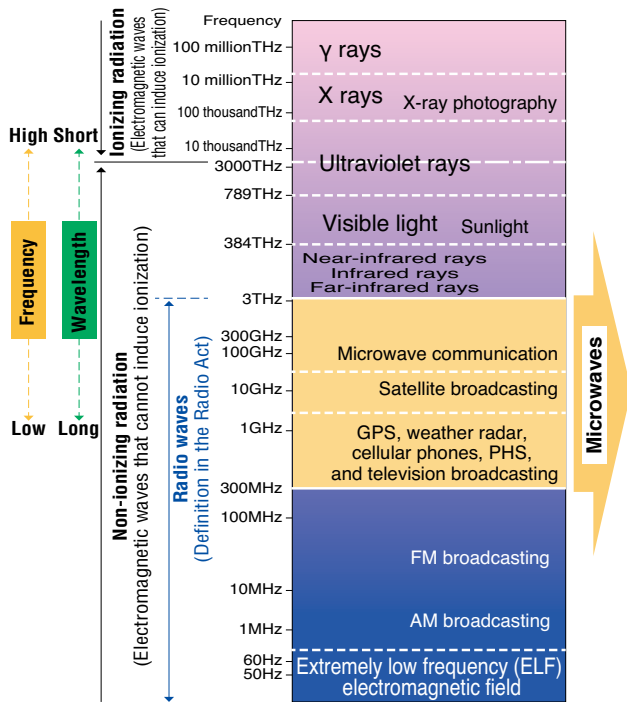 Frequency
100 millionTHz
10 millionTHz
100 thousandTHz
10 thousandTHz
3000THz
789THz
384THz
3THz
300GHz
100GHz
10GHz
1GHz
300MHz
100MHz
10MHz
1MHz
60Hz
50Hz
γ rays
X rays X-ray photography
Ultraviolet rays
Visible light Sunlight
Near-infrared rays
Infrared rays
Far-infrared rays
Microwave communication
Satellite broadcasting
GPS, weather radar,
cellular phones, PHS,
and television broadcasting
FM broadcasting
AM broadcasting
Extremely low frequency (ELF)
electromagnetic field
Ionizing radiation
(Electromagnetic waves
that can induce ionization)
High Short
Frequency
Wavelength
Low Long
Non-ionizing radiation
(Electromagnetic waves that cannot induce ionization)
Radio waves
(Definition in the Radio Act)
Microwaves